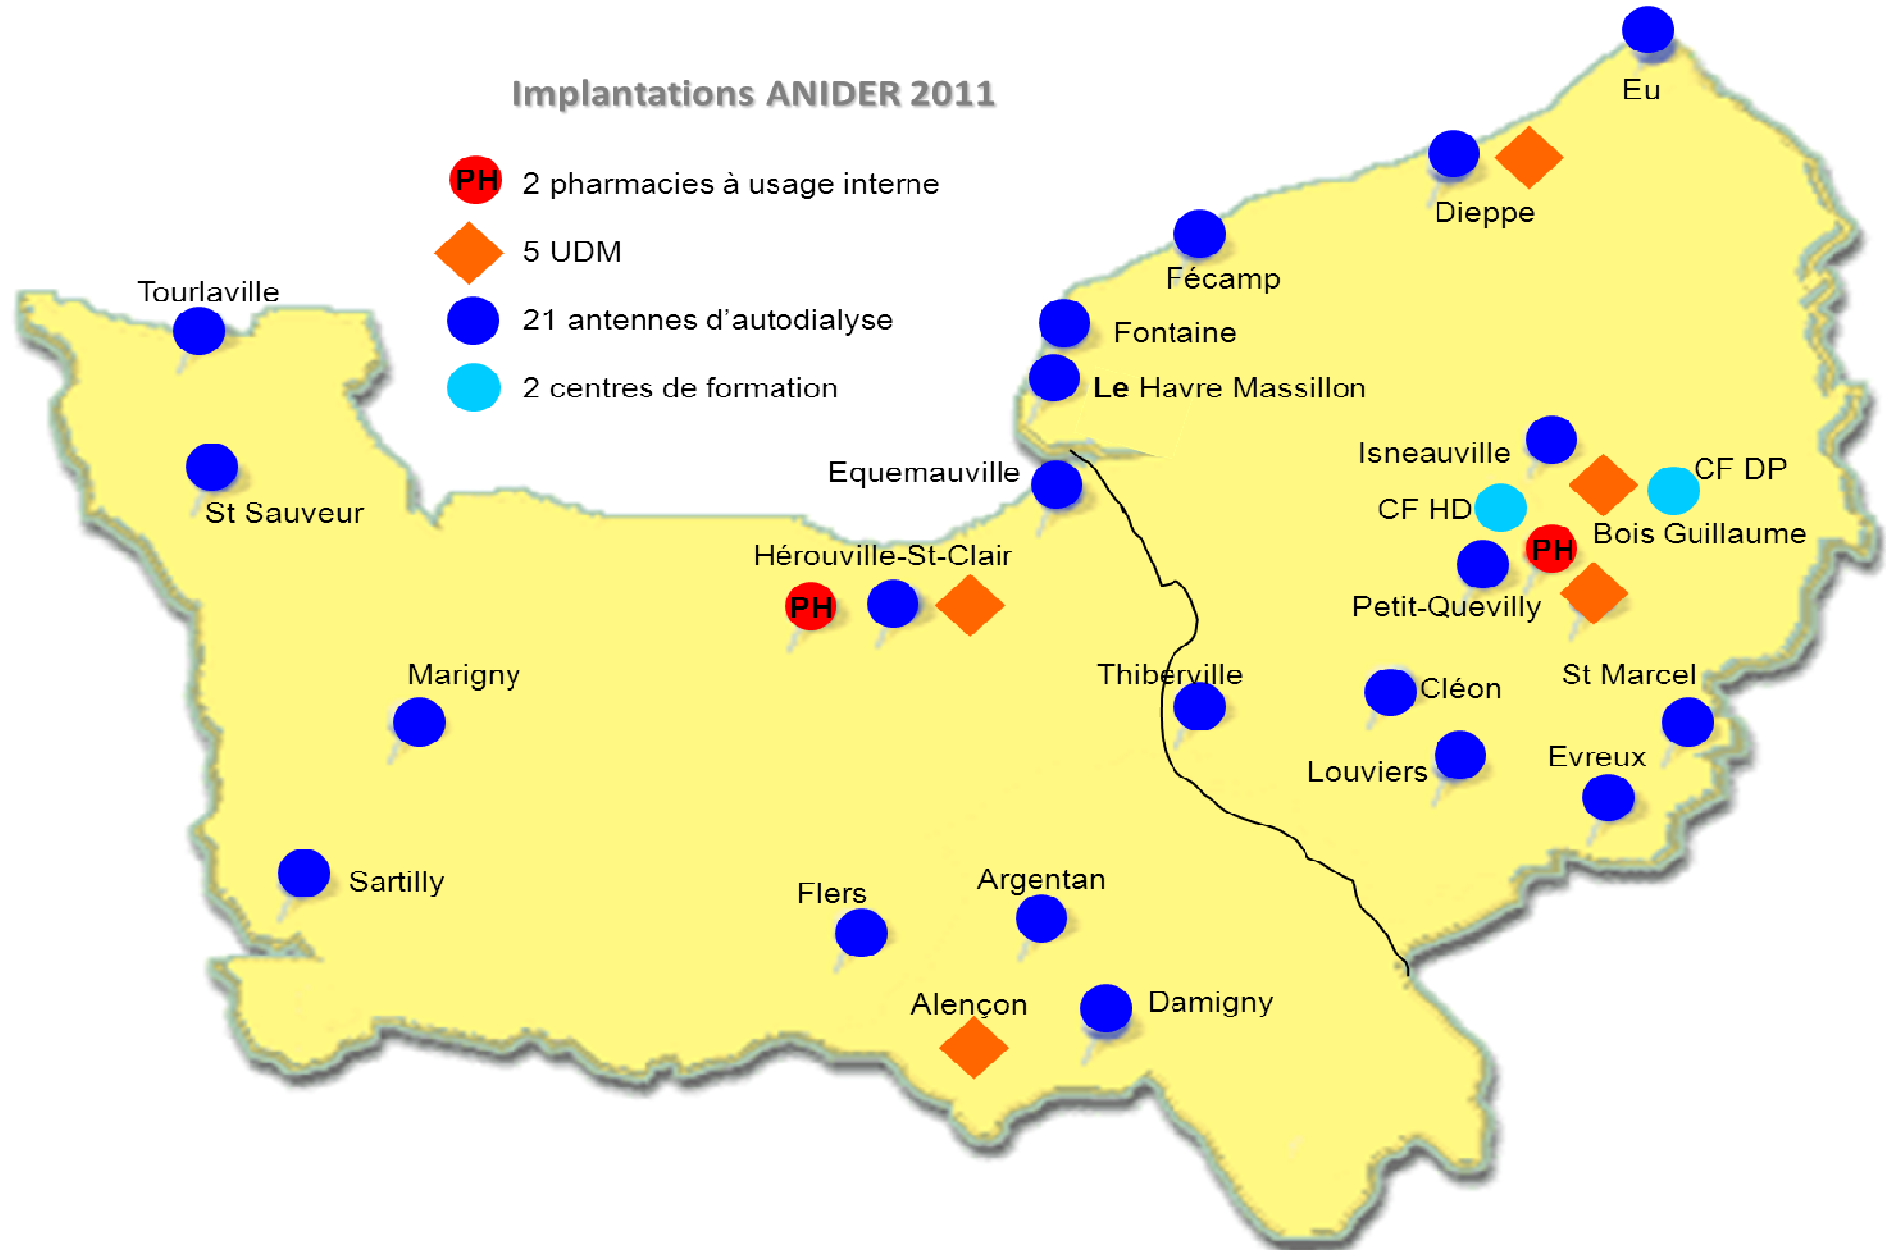 Implantations ANIDER 2011
PH 2 pharmacies à usage interne
5 UDM
21 antennes d'autodialyse
2 centres de formation
Eu
Dieppe
Fécamp
Tourlaville
Fontaine
Le Havre Massillon
Isneauville
Equemauville
CF DP
St Sauveur
CF HD
Bois Guillaume
PH
Hérouville-St-Clair
PH
Petit-Quevilly
Marigny
Thiberville
St Marcel
Cléon
Evreux
Louviers
Sartilly
Flers
Argentan
Alençon
Damigny